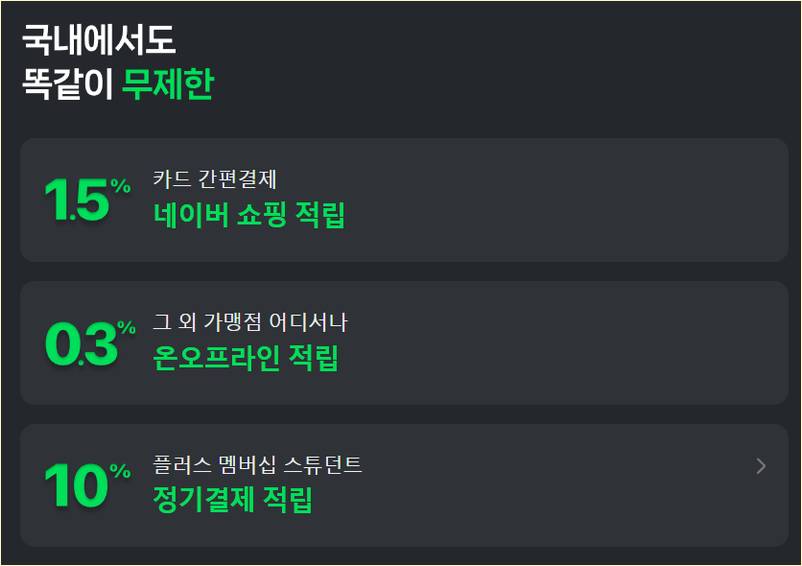 국내에서도
똑같이 무제한
1.5%
카드 간편결제
네이버 쇼핑 적립
0.3%
그 외 가맹점 어디서나
온오프라인 적립
10%
플러스 멤버십 스튜던트
정기결제 적립